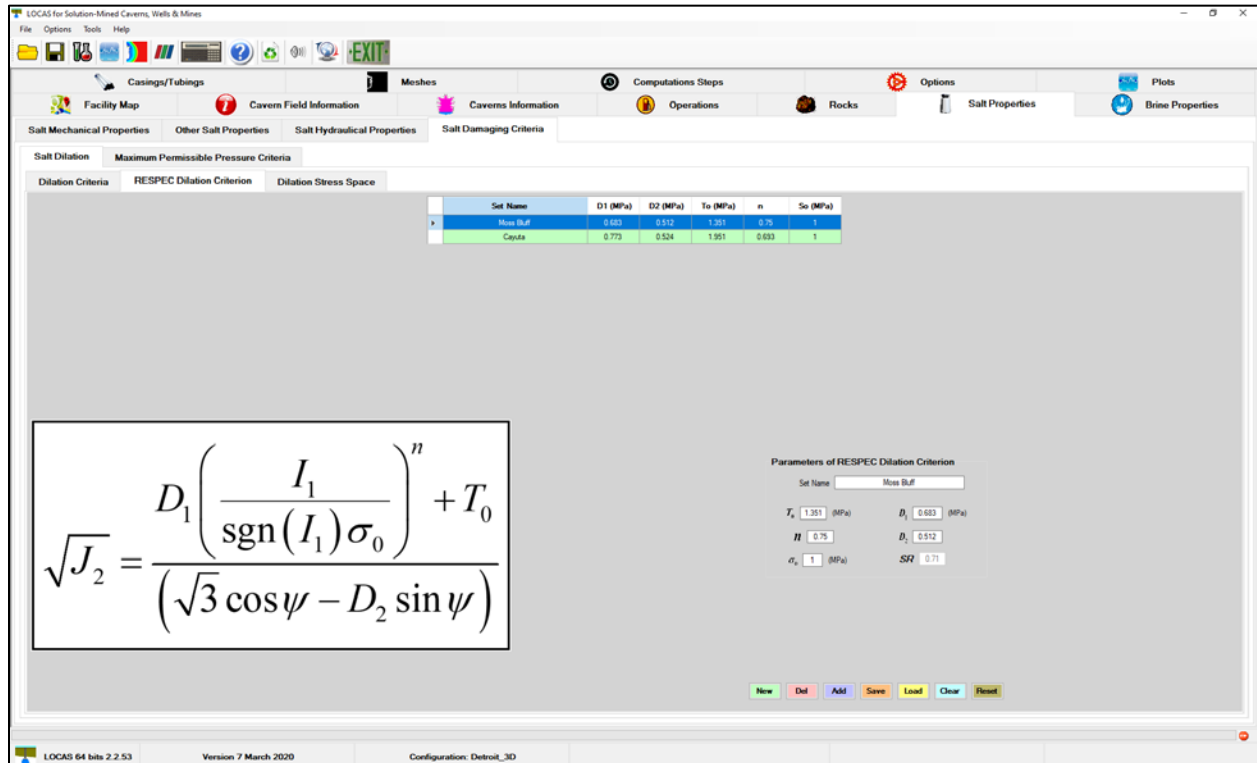 LOCAS for Solution-Mined Caverns, Wells & Mines
File Options Tools Help
EXIT
Casings/Tubings Meshes Computations Steps Options Plots
Facility Map Cavern Field Information Caverns Information Operations Rocks Salt Properties Brine Properties
Salt Mechanical Properties Other Salt Properties Salt Hydraulical Properties Salt Damaging Criteria
Salt Dilation Maximum Permissible Pressure Criteria
Dilation Criteria RESPEC Dilation Criterion Dilation Stress Space
Set Name D1 (MPa) D2 (MPa) To (MPa) n So (MPa)
Moss Bluff 0.683 0.512 1.351 0.75 1
Cayuta 0.773 0.524 1.951 0.693 1
√J₂ = (D₁(I₁ / (sgn(I₁)σ₀))ⁿ + T₀) / (√3 cosψ − D₂ sinψ)
Parameters of RESPEC Dilation Criterion
Set Name Moss Bluff
Tₒ 1.351 (MPa) D₁ 0.683 (MPa)
n 0.75 D₂ 0.512
σₒ 1 (MPa) SR 0.71
New Del Add Save Load Clear Reset
LOCAS 64 bits 2.2.53 Version 7 March 2020 Configuration: Detroit_3D